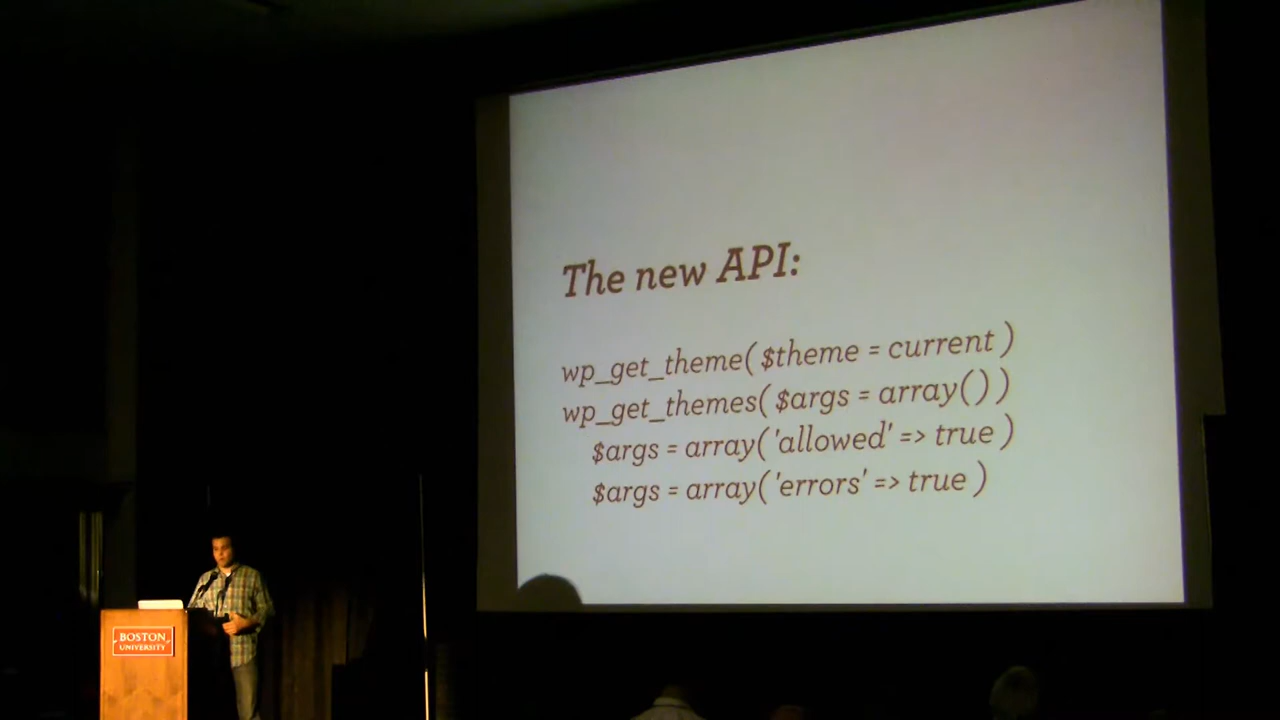 The new API:
wp_get_theme( $theme = current )
wp_get_themes( $args = array() )
$args = array( 'allowed' => true )
$args = array( 'errors' => true )
BOSTON
UNIVERSITY